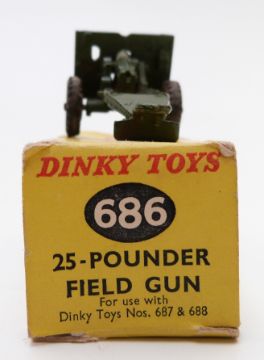 DINKY TOYS
686
25-POUNDER
FIELD GUN
For use with
Dinky Toys Nos. 687 & 688